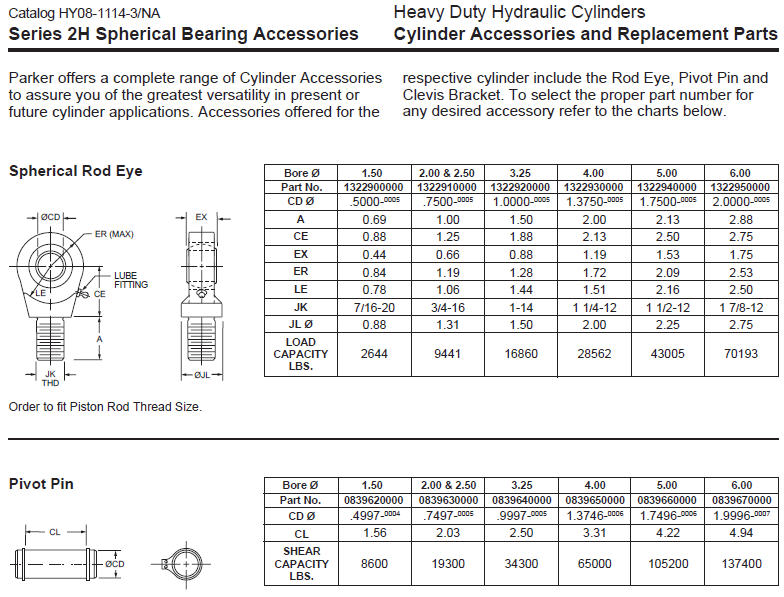 Catalog HY08-1114-3/NA
Heavy Duty Hydraulic Cylinders
Series 2H Spherical Bearing Accessories
Cylinder Accessories and Replacement Parts
Parker offers a complete range of Cylinder Accessories
to assure you of the greatest versatility in present or
future cylinder applications. Accessories offered for the
respective cylinder include the Rod Eye, Pivot Pin and
Clevis Bracket. To select the proper part number for
any desired accessory refer to the charts below.
Spherical Rod Eye
ØCD
EX
ER (MAX)
LUBE
FITTING
LE
CE
A
JK
THD
ØJL
Order to fit Piston Rod Thread Size.
Bore Ø 1.50 2.00 & 2.50 3.25 4.00 5.00 6.00
Part No. 1322900000 1322910000 1322920000 1322930000 1322940000 1322950000
CD Ø .5000-.0005 .7500-.0005 1.0000-.0005 1.3750-.0005 1.7500-.0005 2.0000-.0005
A 0.69 1.00 1.50 2.00 2.13 2.88
CE 0.88 1.25 1.88 2.13 2.50 2.75
EX 0.44 0.66 0.88 1.19 1.53 1.75
ER 0.84 1.19 1.28 1.72 2.09 2.53
LE 0.78 1.06 1.44 1.51 2.16 2.50
JK 7/16-20 3/4-16 1-14 1 1/4-12 1 1/2-12 1 7/8-12
JL Ø 0.88 1.31 1.50 2.00 2.25 2.75
LOAD
CAPACITY 2644 9441 16860 28562 43005 70193
LBS.
Pivot Pin
CL
ØCD
Bore Ø 1.50 2.00 & 2.50 3.25 4.00 5.00 6.00
Part No. 0839620000 0839630000 0839640000 0839650000 0839660000 0839670000
CD Ø .4997-.0004 .7497-.0005 .9997-.0005 1.3746-.0006 1.7496-.0006 1.9996-.0007
CL 1.56 2.03 2.50 3.31 4.22 4.94
SHEAR
CAPACITY 8600 19300 34300 65000 105200 137400
LBS.